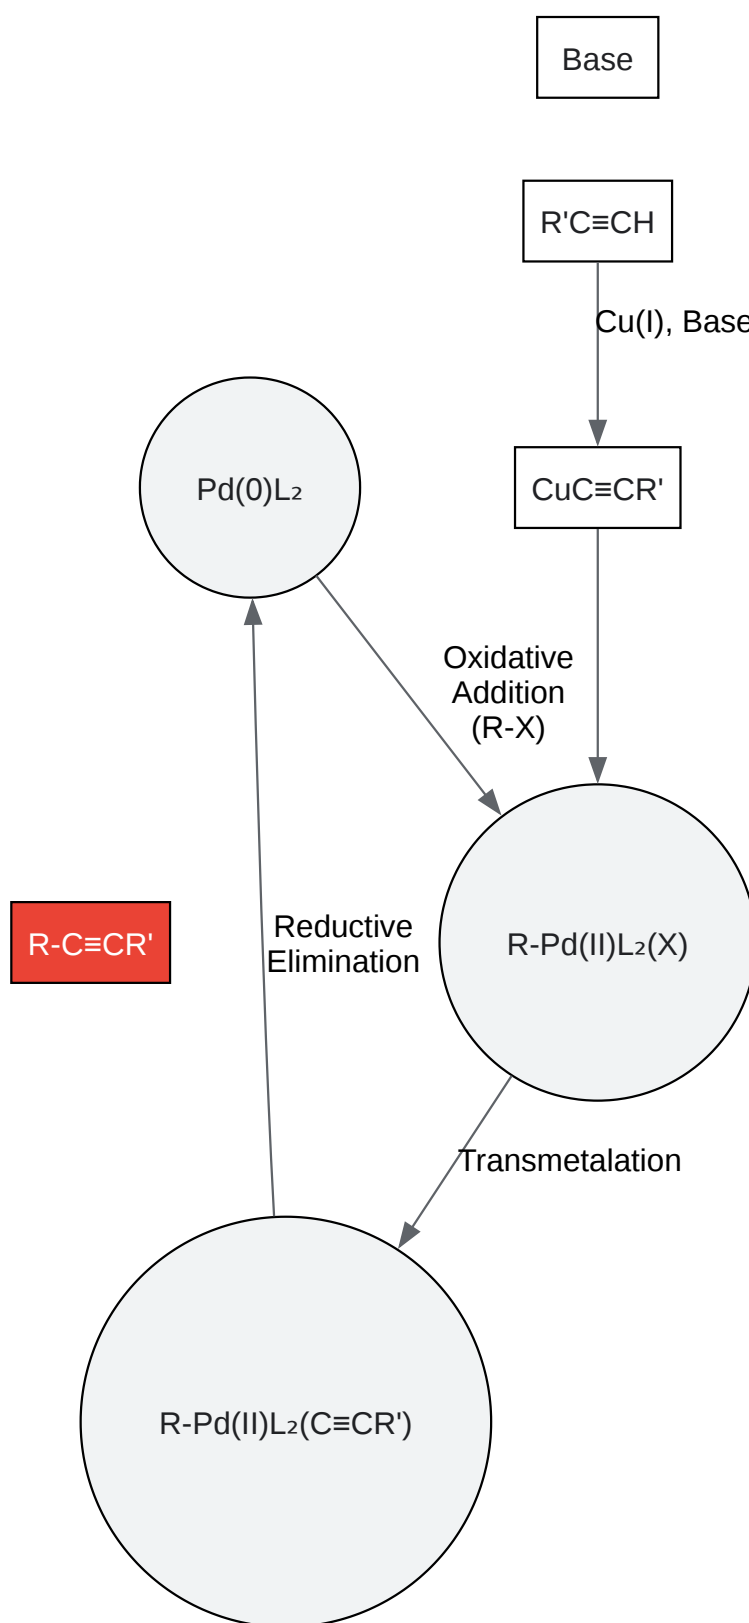 Base
R'C≡CH
Cu(I), Base
Pd(0)L₂
CuC≡CR'
Oxidative
Addition
(R-X)
R-C≡CR'
Reductive
Elimination
R-Pd(II)L₂(X)
Transmetalation
R-Pd(II)L₂(C≡CR')